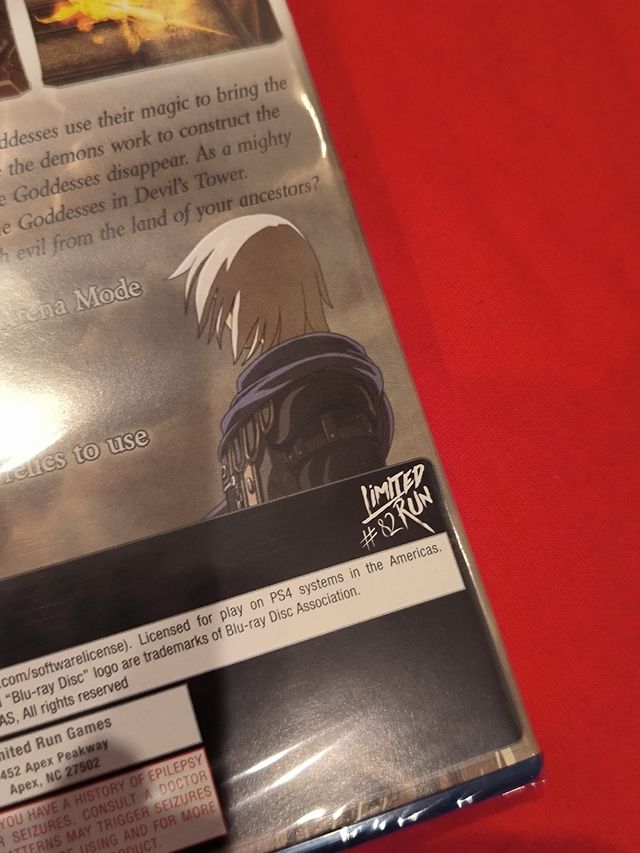 ddesses use their magic to bring the
the demons work to construct the
e Goddesses disappear. As a mighty
e Goddesses in Devil's Tower.
h evil from the land of your ancestors?
Arena Mode
relics to use
LIMITED
RUN
#82
.com/softwarelicense). Licensed for play on PS4 systems in the Americas.
"Blu-ray Disc" logo are trademarks of Blu-ray Disc Association.
AS, All rights reserved
mited Run Games
452 Apex Peakway
Apex, NC 27502
YOU HAVE A HISTORY OF EPILEPSY
R SEIZURES, CONSULT A DOCTOR
TTERNS MAY TRIGGER SEIZURES
USING AND FOR MORE
ODUCT.